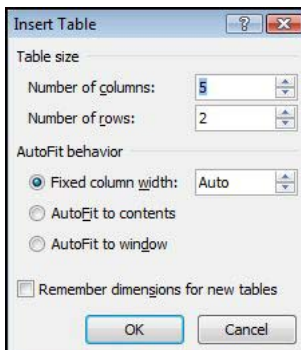 Insert Table
?
Table size
Number of columns: 5
Number of rows: 2
AutoFit behavior
Fixed column width: Auto
AutoFit to contents
AutoFit to window
Remember dimensions for new tables
OK Cancel